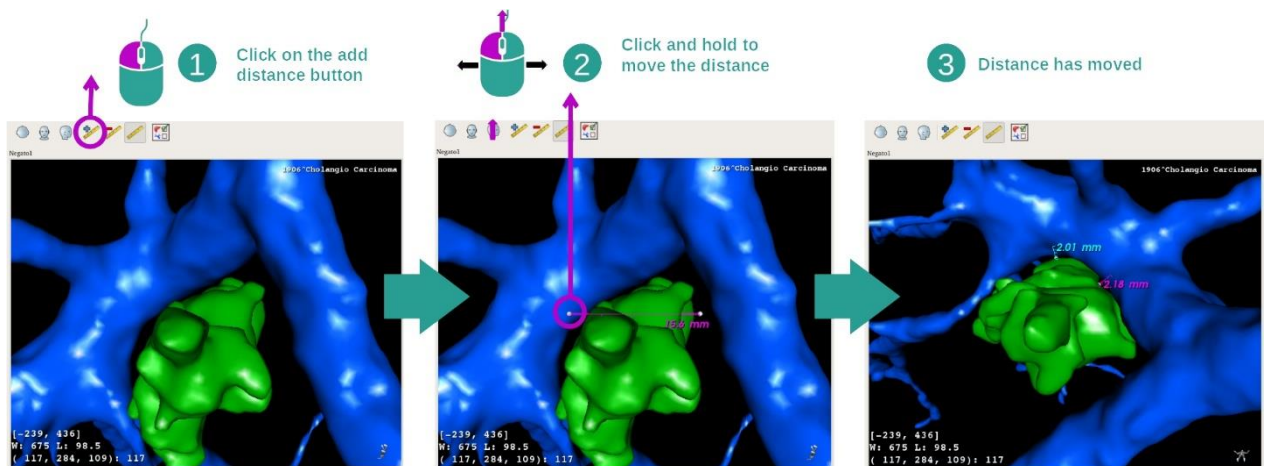 1
Click on the add
distance button
2
Click and hold to
move the distance
3
Distance has moved
Negato1
1906^Cholangio Carcinoma
[-239, 436]
W: 675 L: 98.5
( 117, 284, 109): 117
Negato1
1906^Cholangio Carcinoma
15.6 mm
[-239, 436]
W: 675 L: 98.5
( 117, 284, 109): 117
Negato1
1906^Cholangio Carcinoma
2.01 mm
2.18 mm
[-239, 436]
W: 675 L: 98.5
( 117, 284, 109): 117